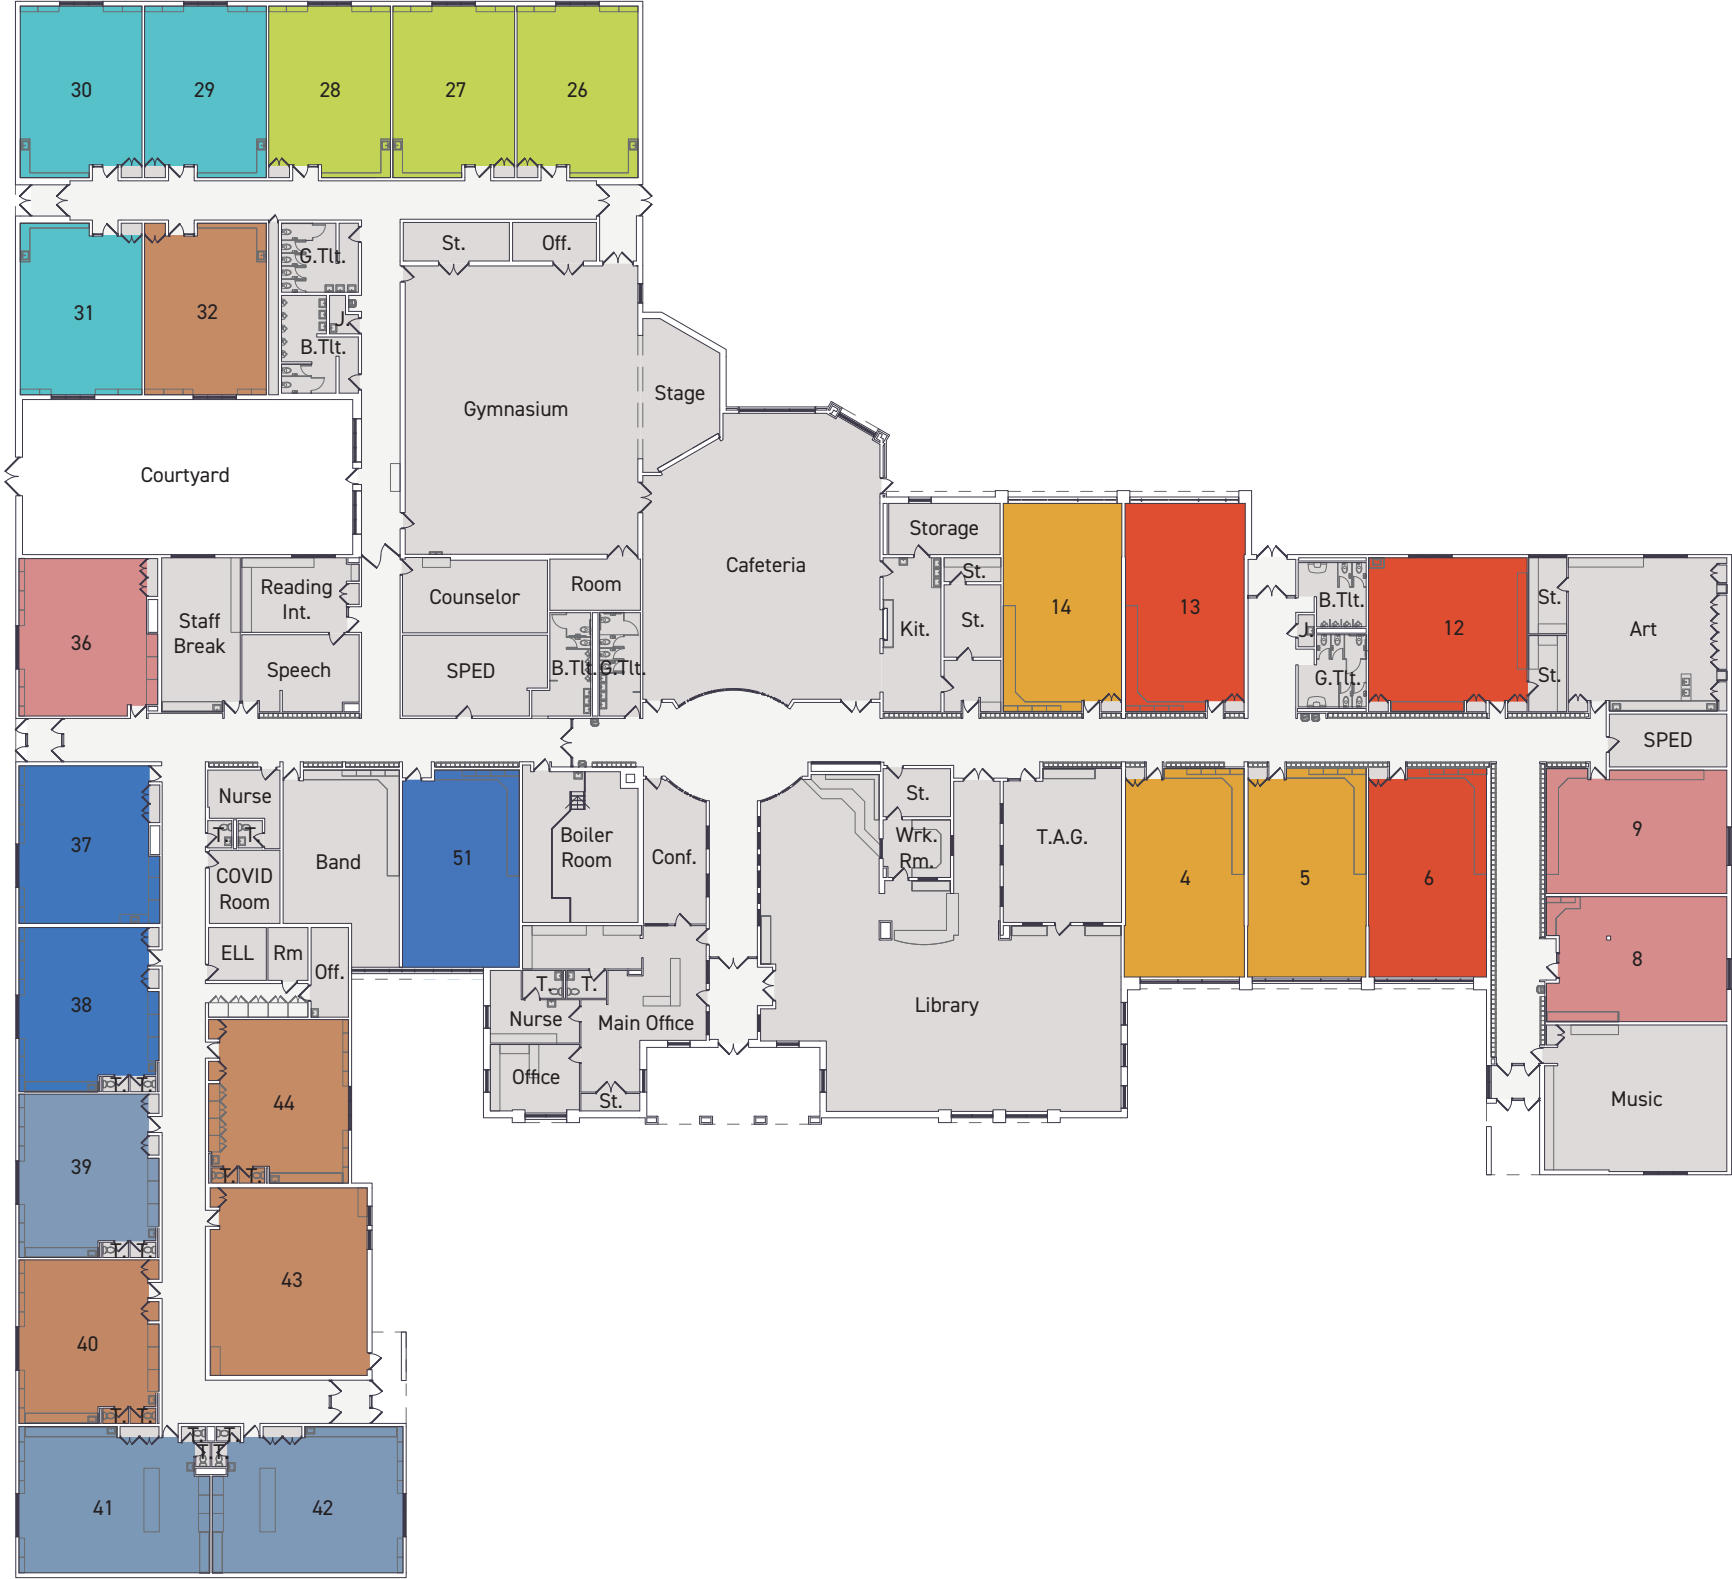 30
29
28
27
26
31
32
G.Tlt.
J.
B.Tlt.
St.
Off.
Gymnasium
Stage
Courtyard
Cafeteria
36
Staff
Break
Reading
Int.
Speech
Counselor
Room
SPED
B.Tlt.
G.Tlt.
Storage
Kit.
St.
St.
14
13
B.Tlt.
J.
G.Tlt.
12
St.
St.
Art
SPED
37
Nurse
T.
T.
COVID
Room
Band
51
Boiler
Room
Conf.
St.
Wrk.
Rm.
T.A.G.
4
5
6
9
8
Music
38
T.
T.
ELL
Rm
Off.
T.
T.
Nurse
Main Office
Office
St.
Library
39
T.
T.
44
T.
T.
43
40
T.
T.
T.
T.
T.
T.
41
42